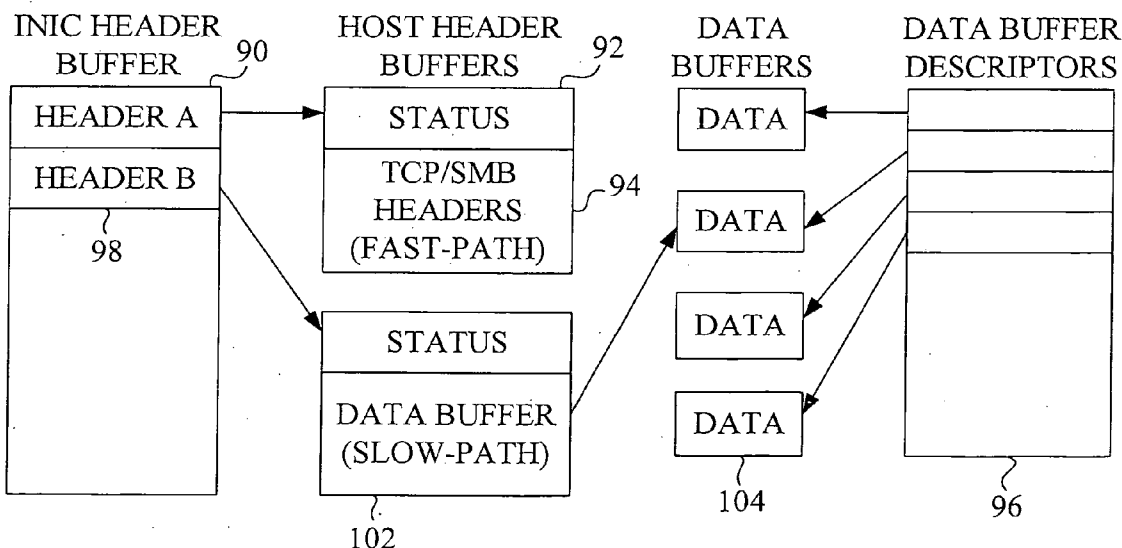 INIC HEADER
BUFFER
90
HEADER A
HEADER B
98
HOST HEADER
BUFFERS
92
STATUS
TCP/SMB
HEADERS
(FAST-PATH)
94
STATUS
DATA BUFFER
(SLOW-PATH)
102
DATA
BUFFERS
DATA
DATA
DATA
DATA
104
DATA BUFFER
DESCRIPTORS
96